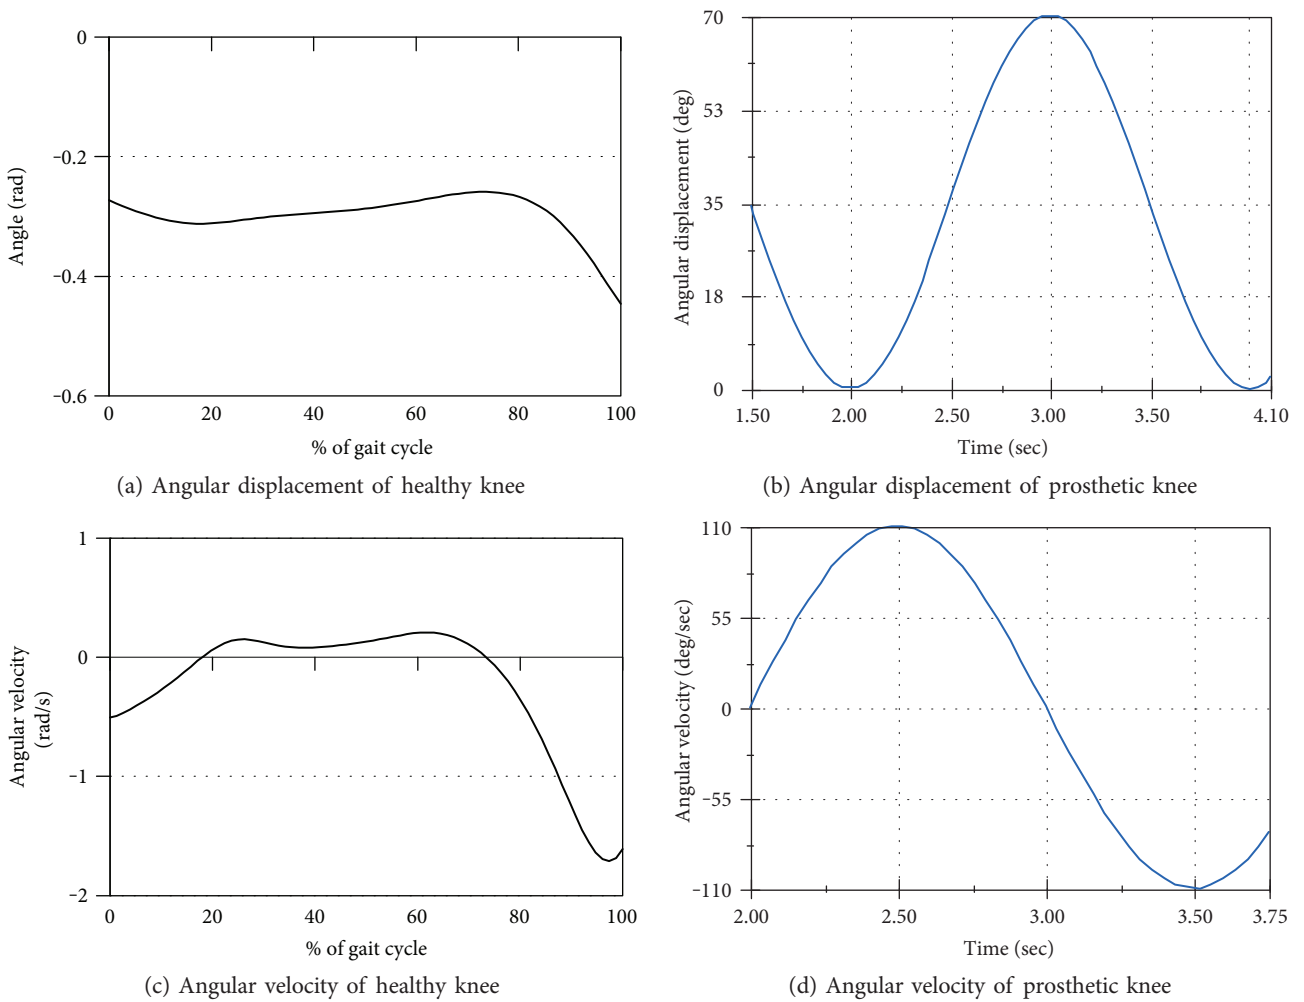 0
-0.2
-0.4
-0.6
Angle (rad)
0 20 40 60 80 100
% of gait cycle
(a) Angular displacement of healthy knee
70
53
35
18
0
Angular displacement (deg)
1.50 2.00 2.50 3.00 3.50 4.10
Time (sec)
(b) Angular displacement of prosthetic knee
1
0
-1
-2
Angular velocity
(rad/s)
0 20 40 60 80 100
% of gait cycle
(c) Angular velocity of healthy knee
110
55
0
-55
-110
Angular velocity (deg/sec)
2.00 2.50 3.00 3.50 3.75
Time (sec)
(d) Angular velocity of prosthetic knee